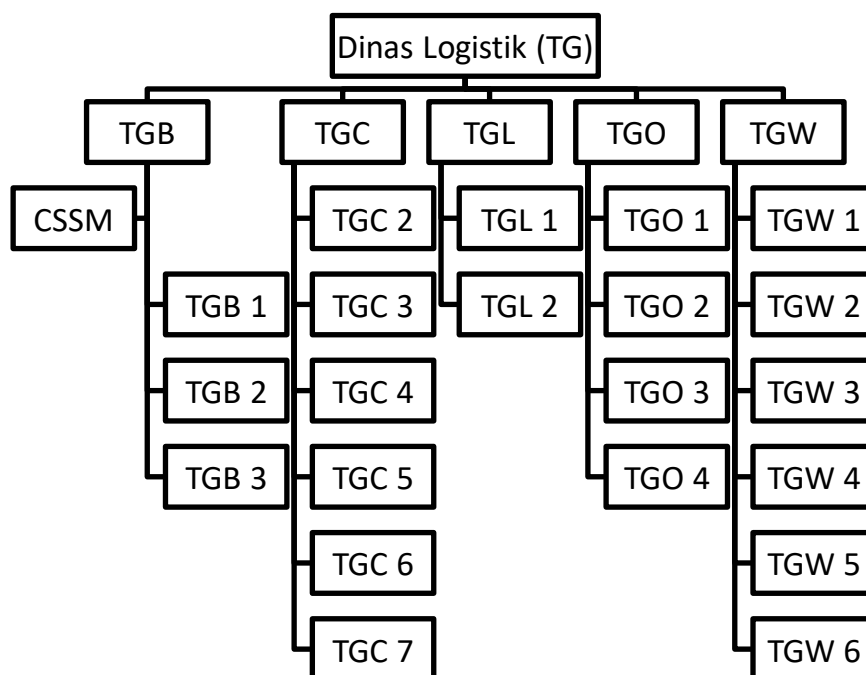 Dinas Logistik (TG)
TGB
TGC
TGL
TGO
TGW
CSSM
TGC 2
TGL 1
TGO 1
TGW 1
TGB 1
TGC 3
TGL 2
TGO 2
TGW 2
TGB 2
TGC 4
TGO 3
TGW 3
TGB 3
TGC 5
TGO 4
TGW 4
TGC 6
TGW 5
TGC 7
TGW 6